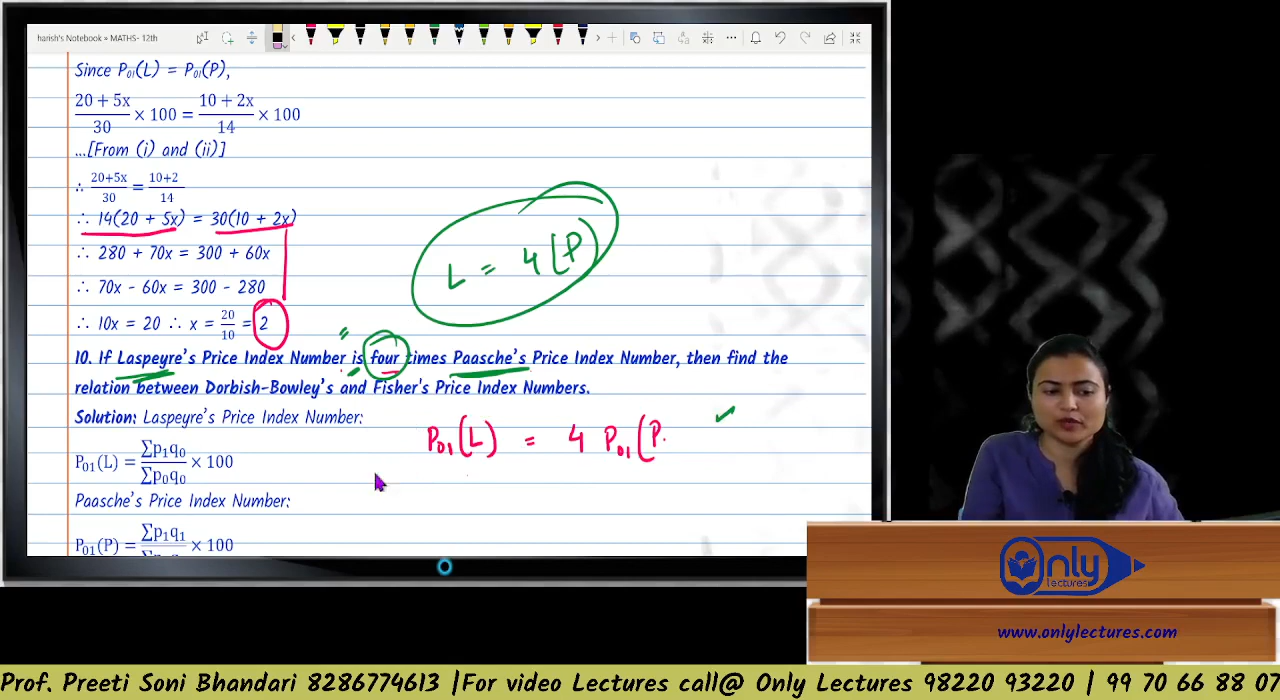 harish's Notebook » MATHS- 12th
Since P₀₁(L) = P₀₁(P),
(20 + 5x)/30 × 100 = (10 + 2x)/14 × 100
...[From (i) and (ii)]
∴ (20+5x)/30 = (10+2)/14
∴ 14(20 + 5x) = 30(10 + 2x)
∴ 280 + 70x = 300 + 60x
∴ 70x - 60x = 300 - 280
∴ 10x = 20 ∴ x = 20/10 = 2
L = 4 (P)
10. If Laspeyre's Price Index Number is four times Paasche's Price Index Number, then find the
relation between Dorbish-Bowley's and Fisher's Price Index Numbers.
Solution: Laspeyre's Price Index Number:
P₀₁(L) = 4 P₀₁(P
P₀₁(L) = ∑p₁q₀/∑p₀q₀ × 100
Paasche's Price Index Number:
P₀₁(P) = ∑p₁q₁ × 100
Only
lectures
www.onlylectures.com
Prof. Preeti Soni Bhandari 8286774613 |For video Lectures call@ Only Lectures 98220 93220 | 99 70 66 88 07